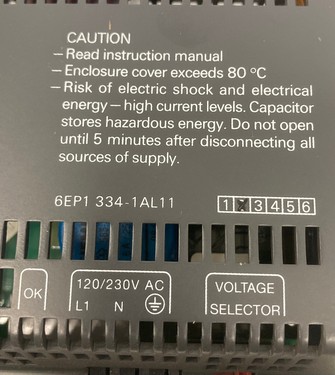 CAUTION
— Read instruction manual
— Enclosure cover exceeds 80 °C
— Risk of electric shock and electrical
energy — high current levels. Capacitor
stores hazardous energy. Do not open
until 5 minutes after disconnecting all
sources of supply.
6EP1 334-1AL11
1 3 4 5 6
OK
120/230V AC
L1 N
VOLTAGE
SELECTOR